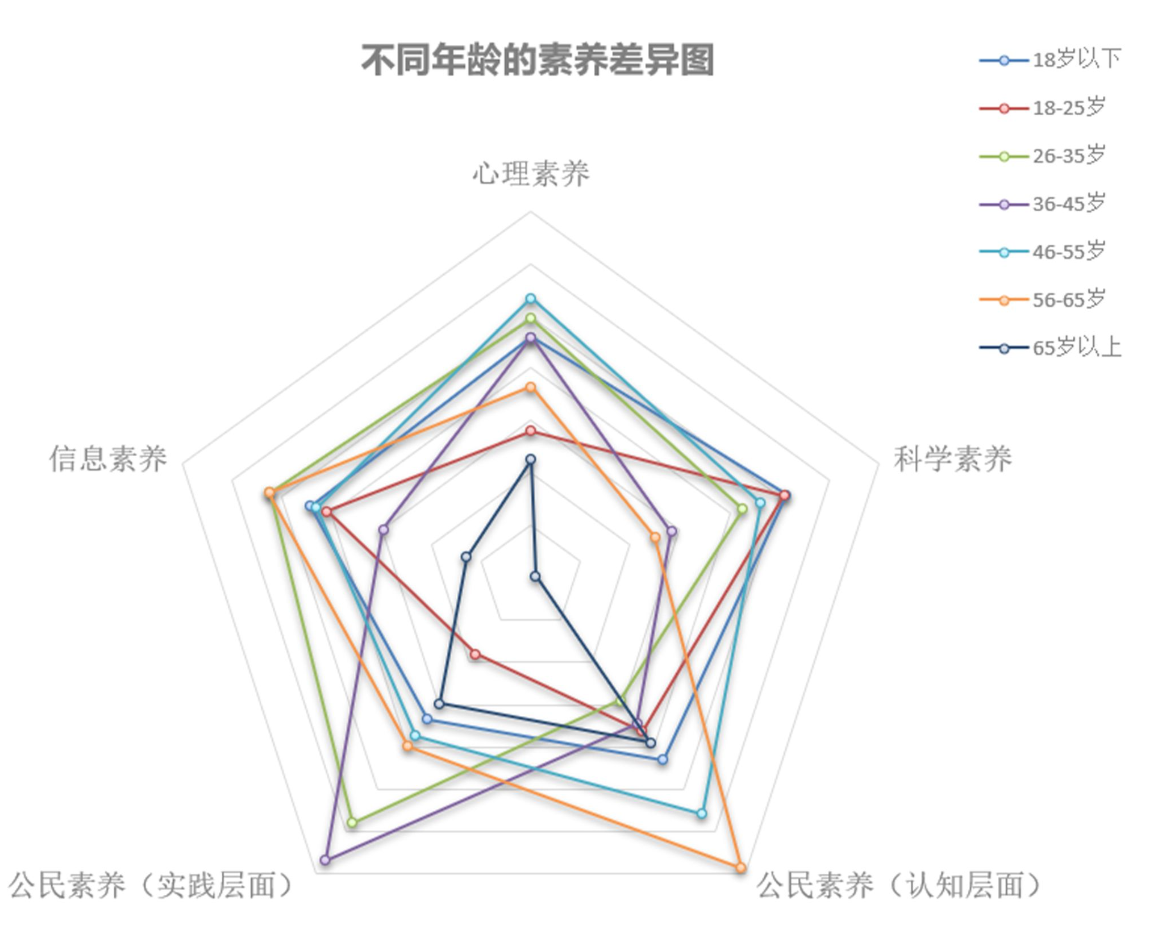 不同年龄的素养差异图
18岁以下
18-25岁
26-35岁
36-45岁
46-55岁
56-65岁
65岁以上
心理素养
信息素养
科学素养
公民素养（实践层面）
公民素养（认知层面）